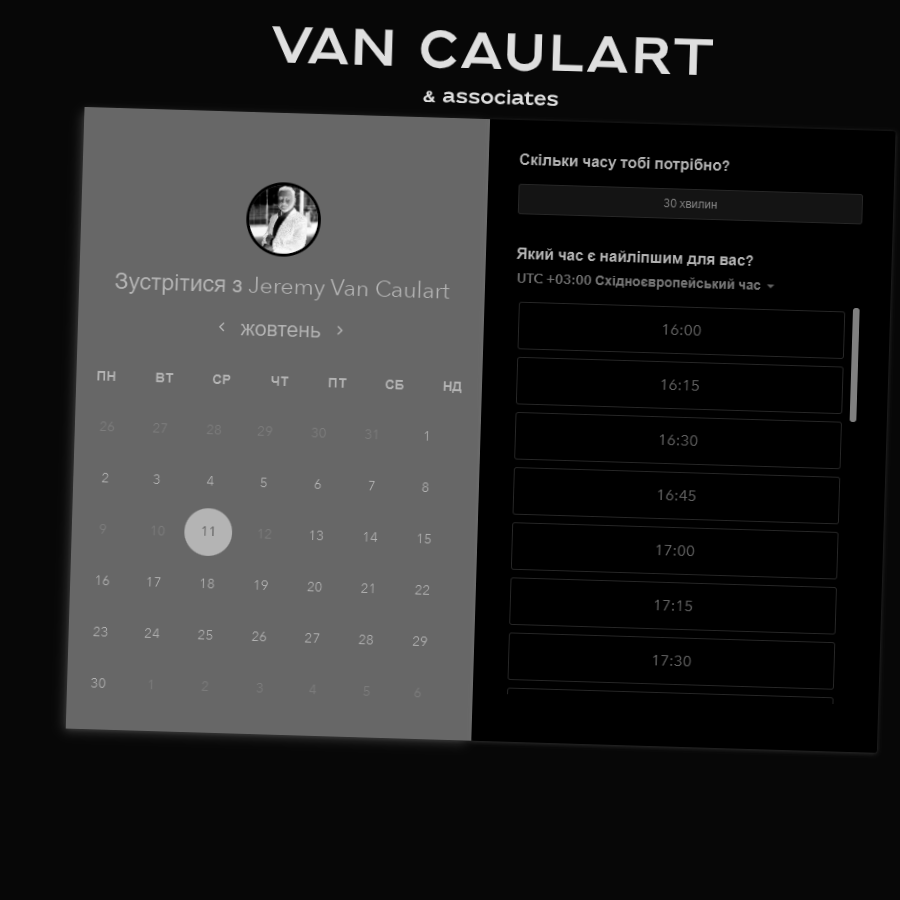 VAN CAULART
& associates
Зустрітися з Jeremy Van Caulart
жовтень
ПН ВТ СР ЧТ ПТ СБ НД
26 27 28 29 30 31 1
2 3 4 5 6 7 8
9 10 11 12 13 14 15
16 17 18 19 20 21 22
23 24 25 26 27 28 29
30 1 2 3 4 5 6
Скільки часу тобі потрібно?
30 хвилин
Який час є найліпшим для вас?
UTC +03:00 Східноєвропейський час
16:00
16:15
16:30
16:45
17:00
17:15
17:30